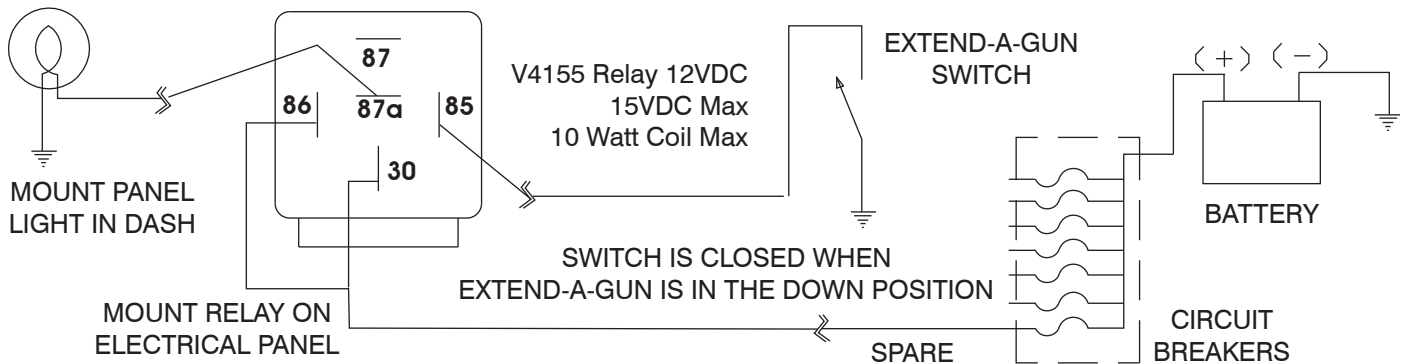 87
86
87a
85
30
V4155 Relay 12VDC
15VDC Max
10 Watt Coil Max
EXTEND-A-GUN
SWITCH
(+)
(-)
MOUNT PANEL
LIGHT IN DASH
BATTERY
SWITCH IS CLOSED WHEN
EXTEND-A-GUN IS IN THE DOWN POSITION
MOUNT RELAY ON
ELECTRICAL PANEL
SPARE
CIRCUIT
BREAKERS